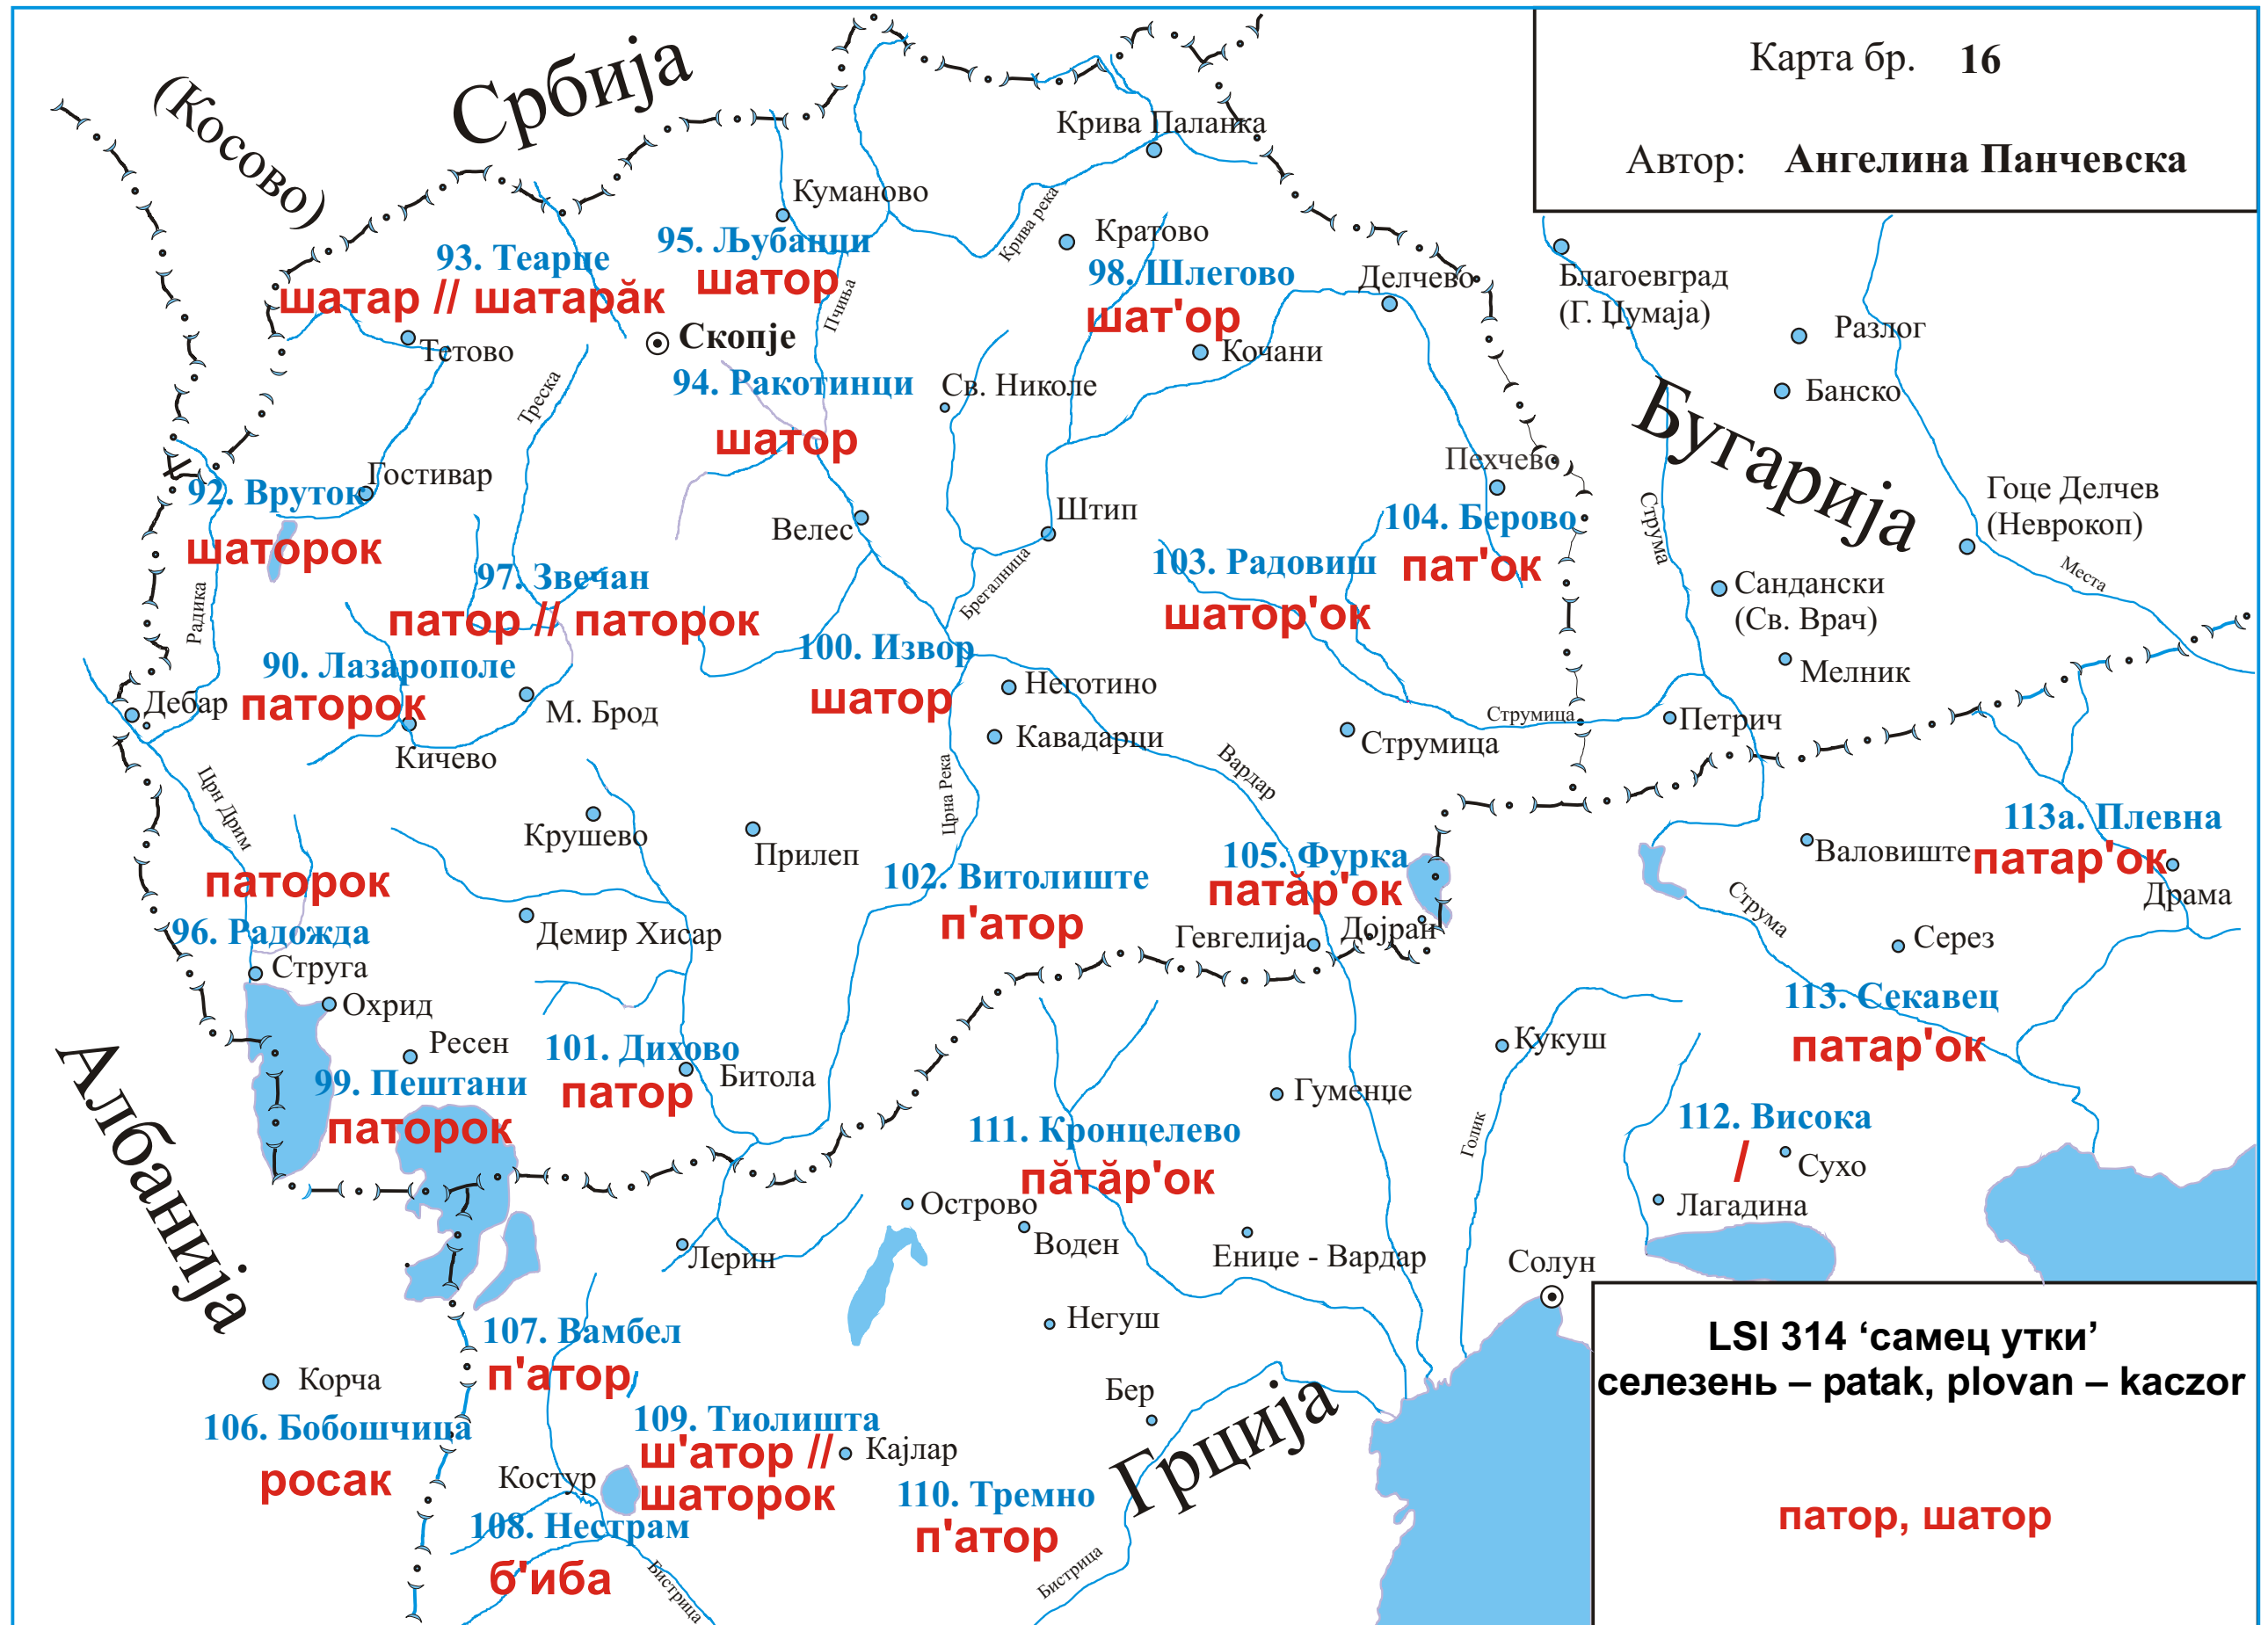 Карта бр. 16
Автор: Ангелина Панчевска
Србија
(Косово)
Крива Паланка
Куманово
Крива река
Кратово
95. Љубанци
шатор
93. Теарце
шатар // шатарăк
98. Шлегово
шат'ор
Делчево
Благоевград
(Г. Џумаја)
Пчиња
Разлог
Скопје
Тетово
Кочани
94. Ракотинци
шатор
Св. Николе
Банско
Треска
Бугарија
Гостивар
Пехчево
92. Вруток
шаторок
Гоце Делчев
(Неврокоп)
Велес
Штип
104. Берово
пат'ок
Струма
103. Радовиш
шатор'ок
97. Звечан
патор // паторок
Брегалница
Места
Сандански
(Св. Врач)
Радика
100. Извор
шатор
90. Лазарополе
паторок
Мелник
Неготино
Дебар
М. Брод
Струмица
Петрич
Кавадарци
Струмица
Кичево
Вардар
Црн Дрим
Црна Река
Крушево
Прилеп
113а. Плевна
патар'ок
Валовиште
Драма
105. Фурка
патăр'ок
102. Витолиште
п'атор
паторок
96. Радожда
Демир Хисар
Гевгелија
Дојран
Струма
Серез
Струга
Охрид
113. Секавец
патар'ок
Ресен
101. Дихово
патор
Битола
Кукуш
99. Пештани
паторок
Гуменџе
Албанија
111. Кронцелево
пăтăр'ок
Голик
112. Висока
/
Сухо
Острово
Лагадина
Воден
Лерин
Ениџе - Вардар
Солун
Негуш
107. Вамбел
п'атор
Корча
Бер
Грција
106. Бобошчица
росак
109. Тиолишта
ш'атор //
шаторок
Кајлар
Костур
110. Тремно
п'атор
108. Нестрам
б'иба
Бистрица
Бистрица
LSI 314 ‘самец утки’
селезень – patak, plovan – kaczor
патор, шатор